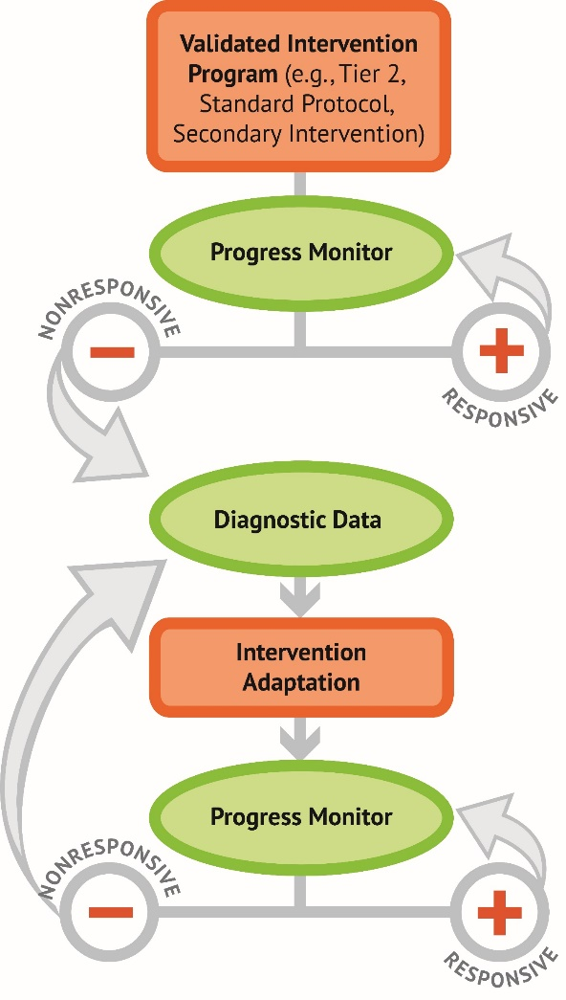 Validated Intervention
Program (e.g., Tier 2,
Standard Protocol,
Secondary Intervention)
Progress Monitor
NONRESPONSIVE
RESPONSIVE
Diagnostic Data
Intervention
Adaptation
Progress Monitor
NONRESPONSIVE
RESPONSIVE